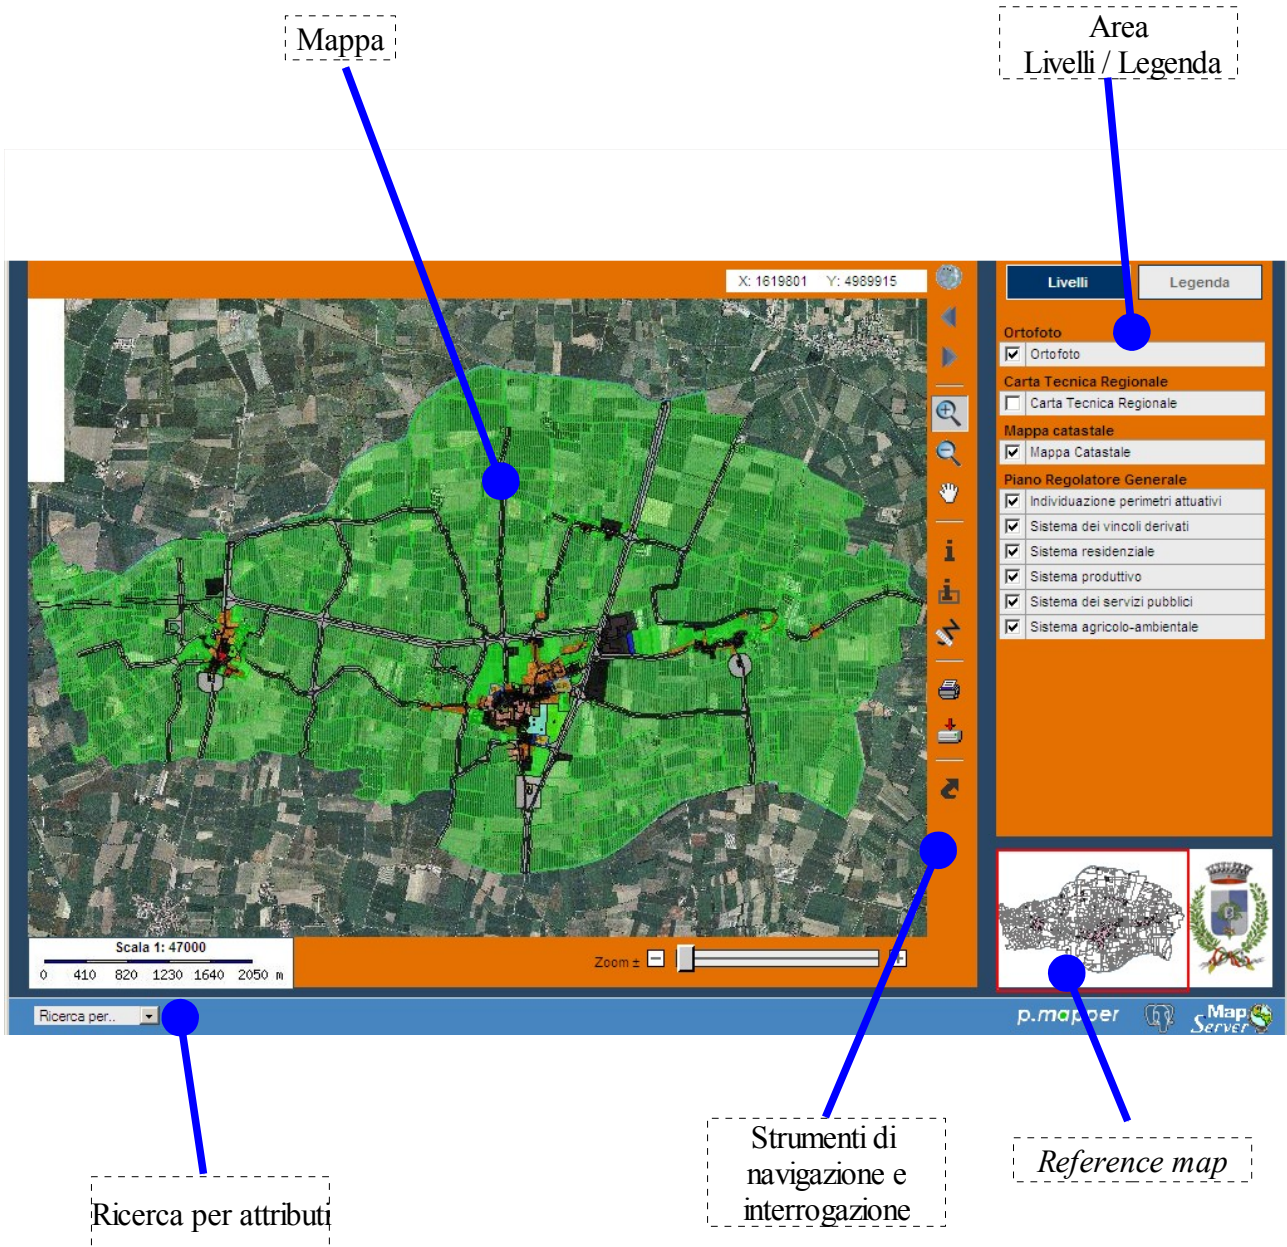 Mappa
Area
Livelli / Legenda
X: 1619801 Y: 4989915
Livelli
Legenda
Ortofoto
Ortofoto
Carta Tecnica Regionale
Carta Tecnica Regionale
Mappa catastale
Mappa Catastale
Piano Regolatore Generale
Individuazione perimetri attuativi
Sistema dei vincoli derivati
Sistema residenziale
Sistema produttivo
Sistema dei servizi pubblici
Sistema agricolo-ambientale
Scala 1: 47000
0 410 820 1230 1640 2050 m
Zoom ±
Ricerca per..
p.mapper
Map
Server
Strumenti di
navigazione e
interrogazione
Reference map
Ricerca per attributi